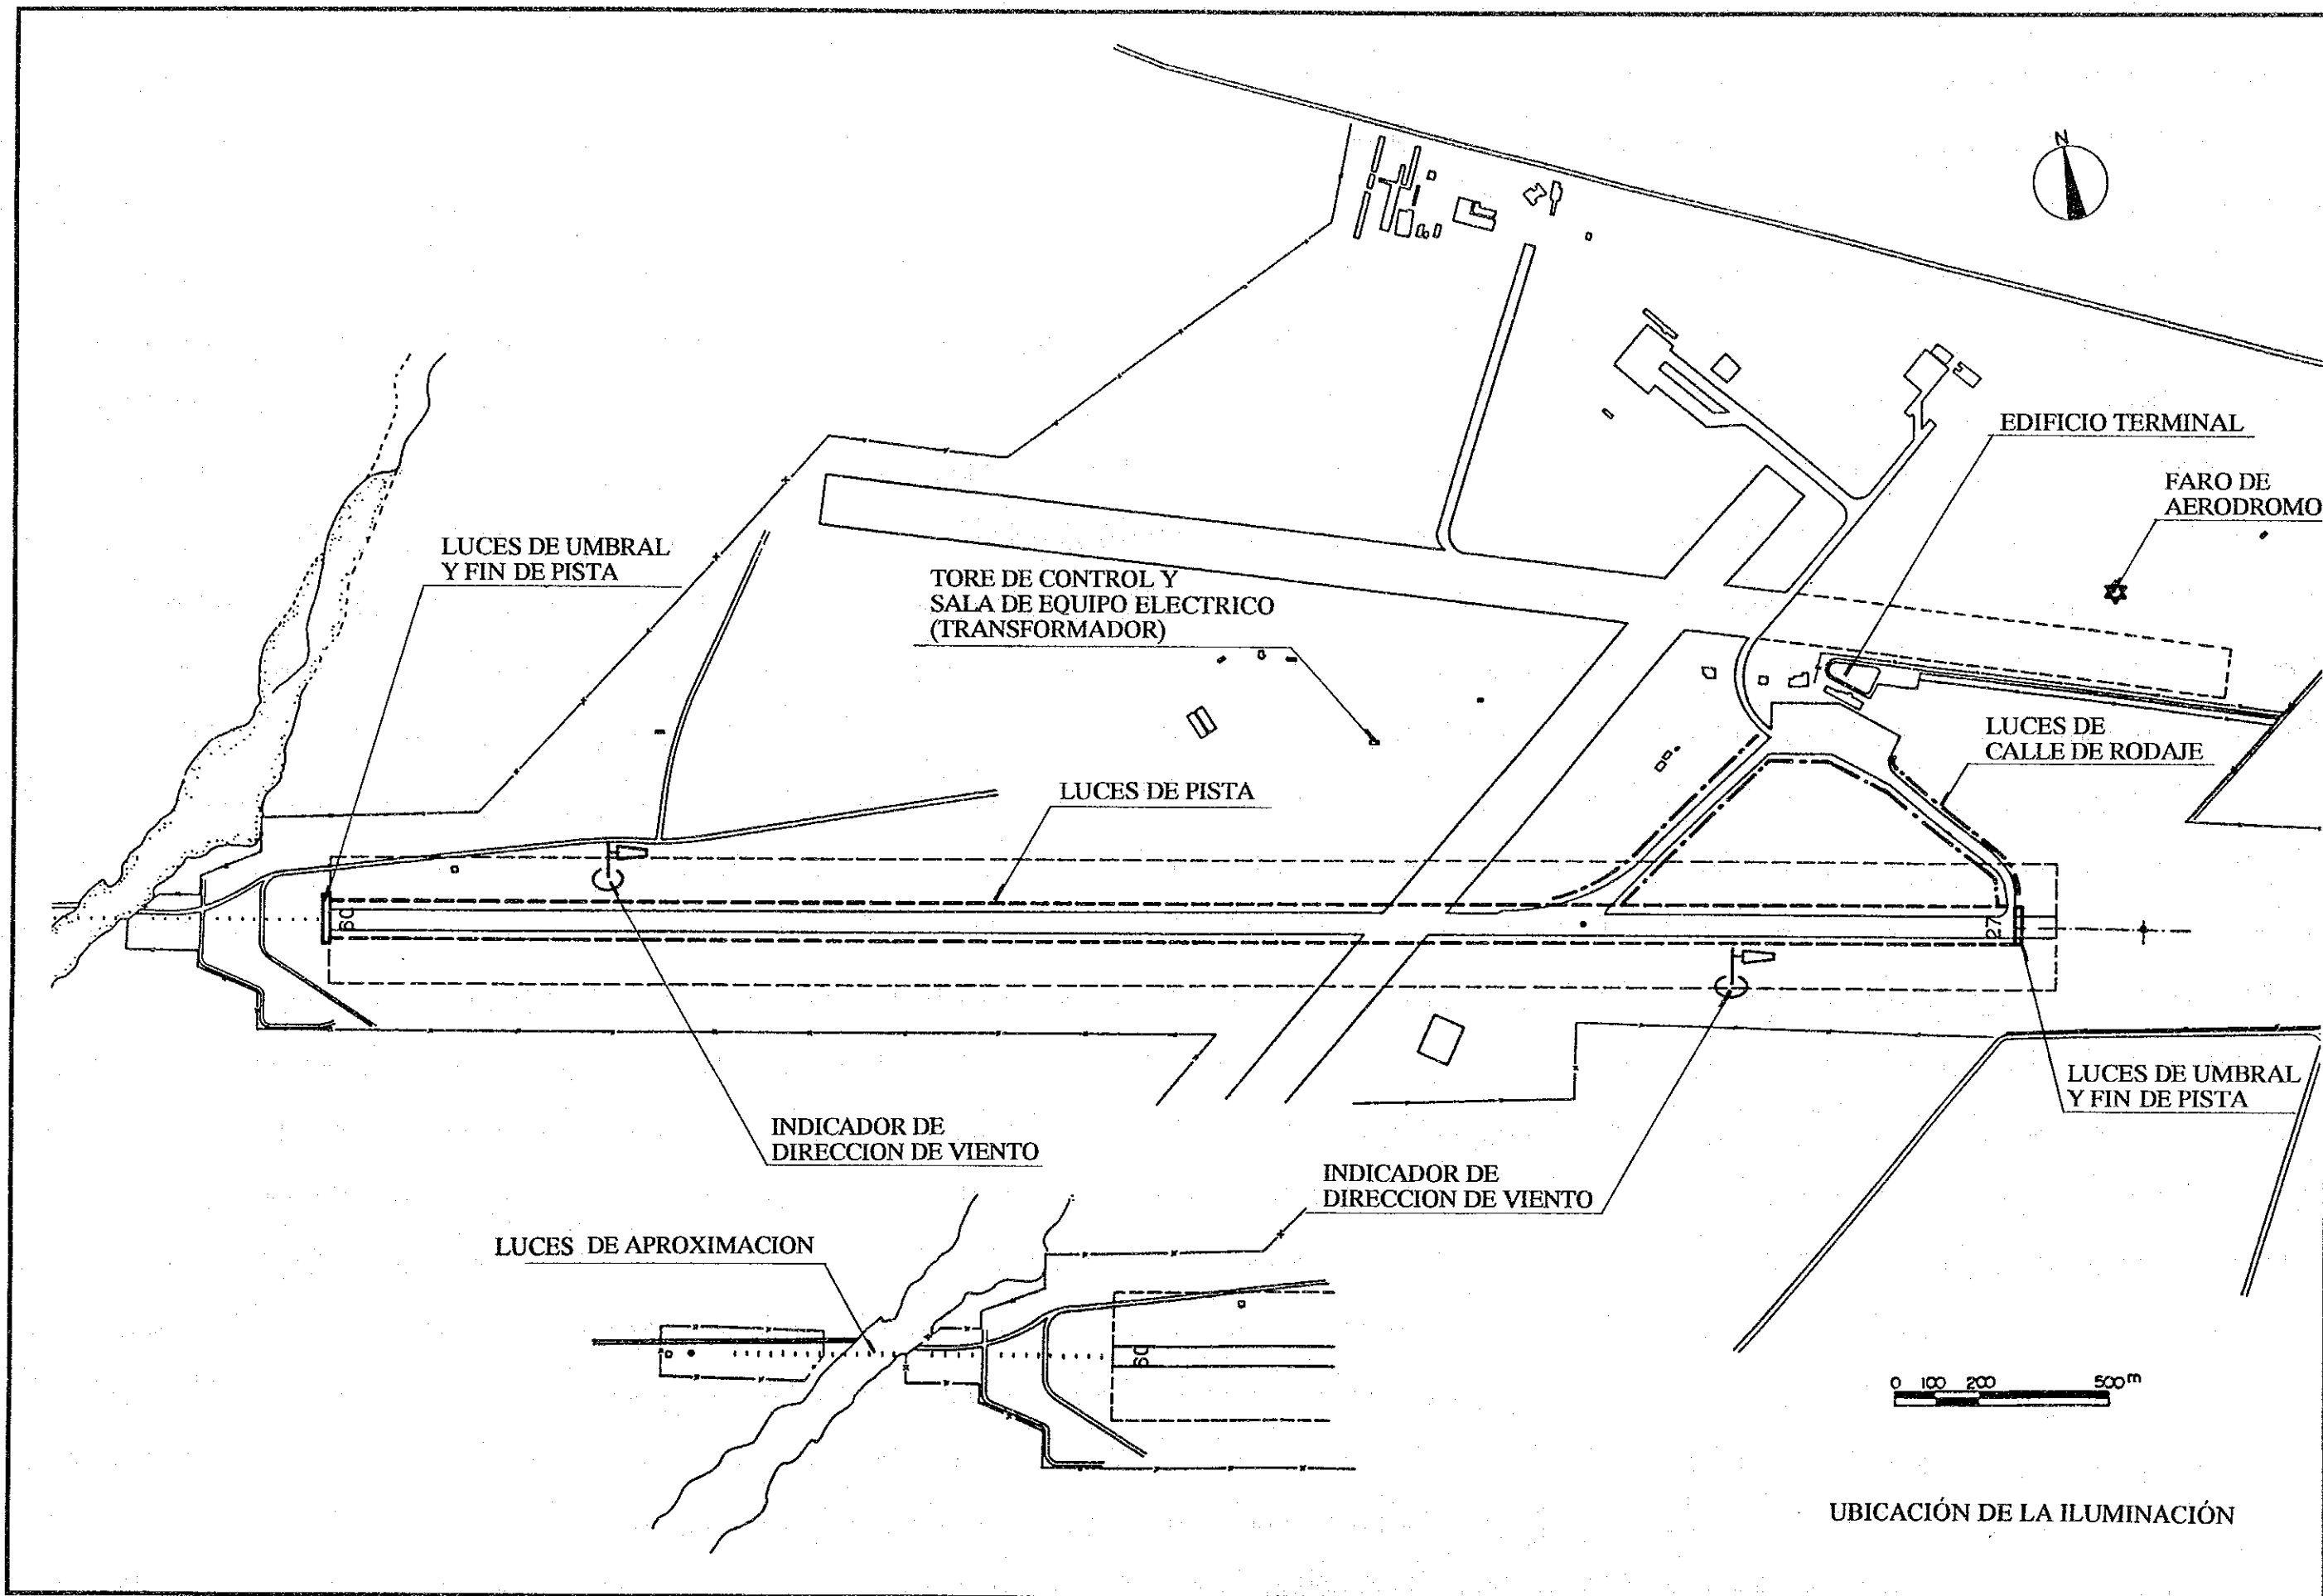 N
EDIFICIO TERMINAL
FARO DE
AERODROMO
LUCES DE UMBRAL
Y FIN DE PISTA
TORE DE CONTROL Y
SALA DE EQUIPO ELECTRICO
(TRANSFORMADOR)
LUCES DE
CALLE DE RODAJE
LUCES DE PISTA
09
27
LUCES DE UMBRAL
Y FIN DE PISTA
INDICADOR DE
DIRECCION DE VIENTO
INDICADOR DE
DIRECCION DE VIENTO
LUCES DE APROXIMACION
09
0 100 200 500 m
UBICACIÓN DE LA ILUMINACIÓN